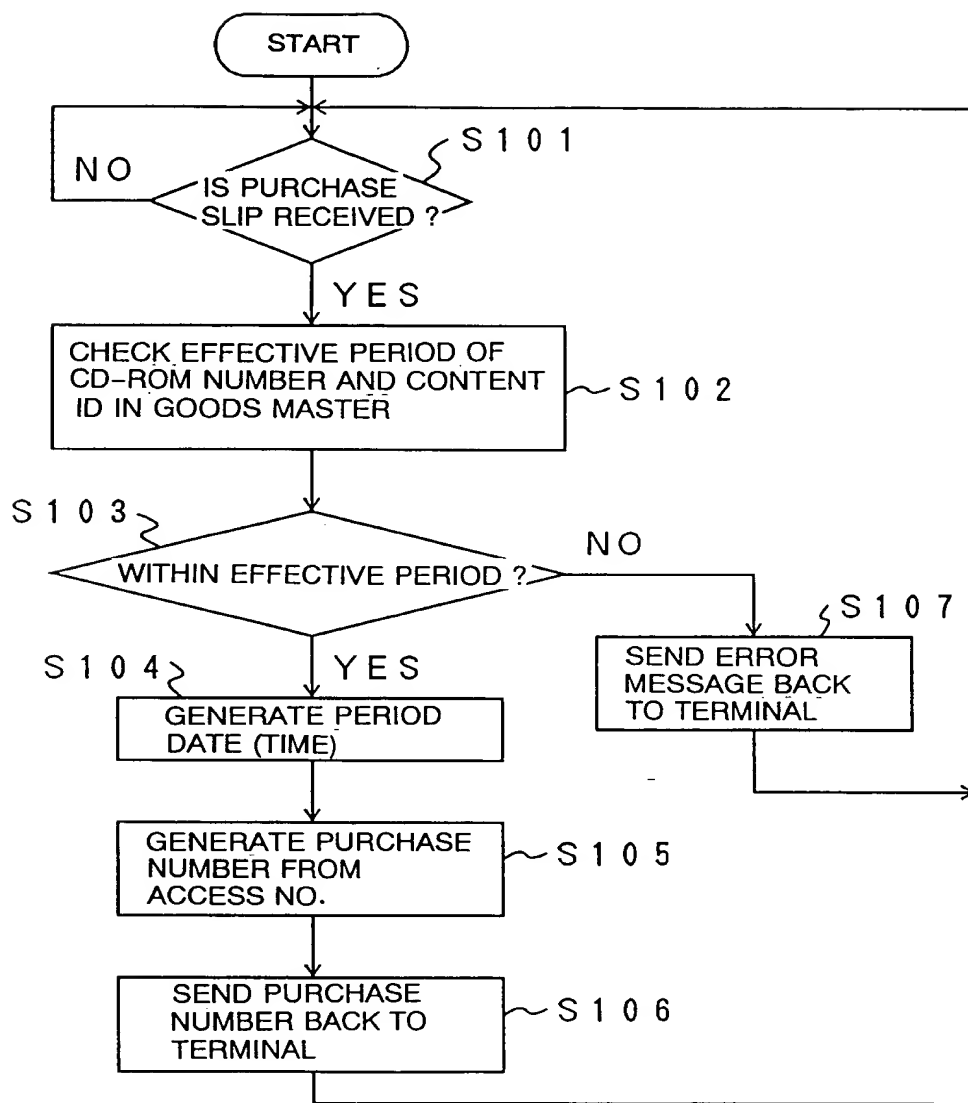 START
S101
NO
IS PURCHASE
SLIP RECEIVED ?
YES
CHECK EFFECTIVE PERIOD OF
CD-ROM NUMBER AND CONTENT
ID IN GOODS MASTER
S102
S103
WITHIN EFFECTIVE PERIOD ?
NO
S107
SEND ERROR
MESSAGE BACK
TO TERMINAL
YES
S104
GENERATE PERIOD
DATE (TIME)
GENERATE PURCHASE
NUMBER FROM
ACCESS NO.
S105
SEND PURCHASE
NUMBER BACK TO
TERMINAL
S106